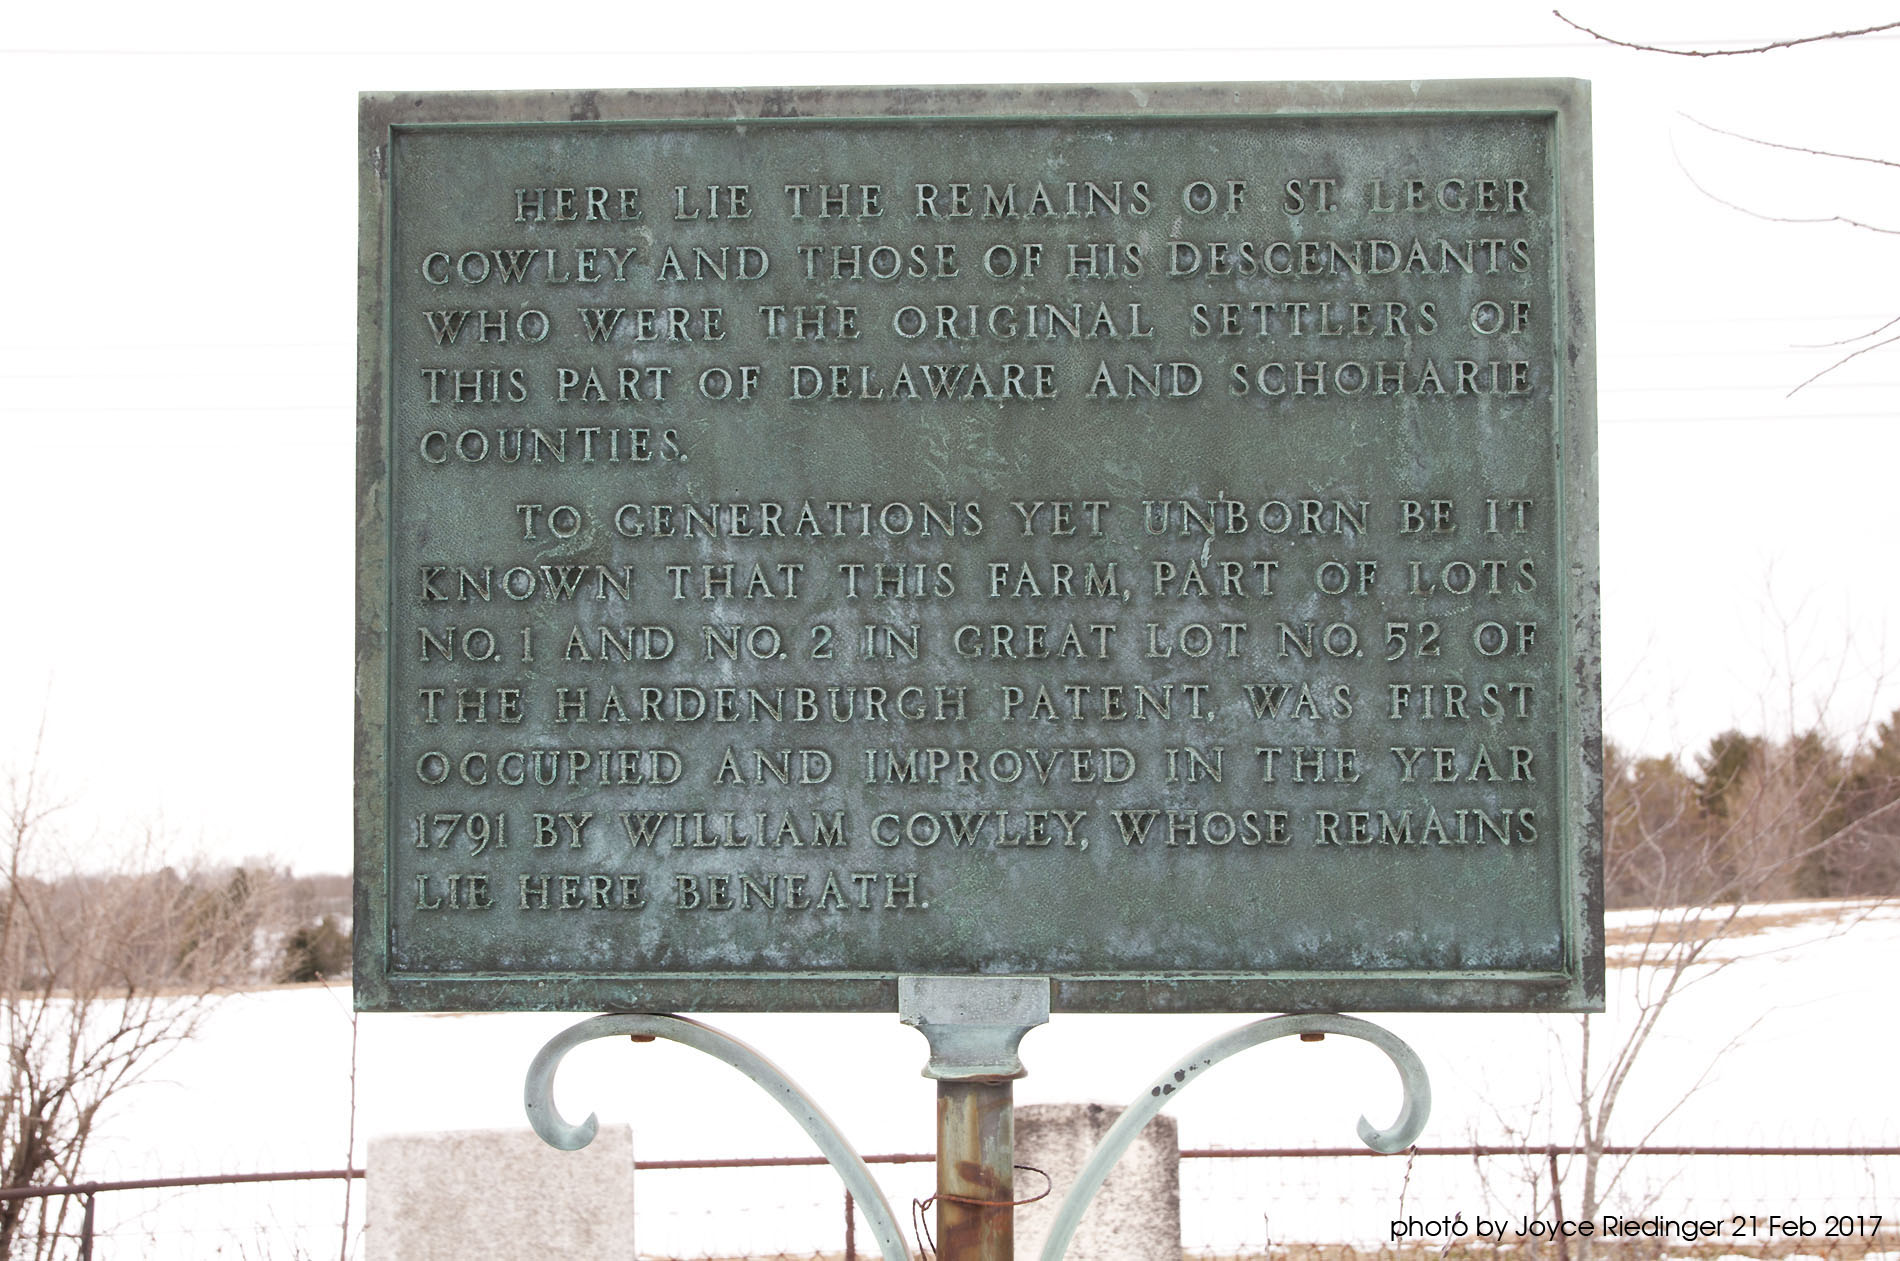 HERE LIE THE REMAINS OF ST. LEGER
COWLEY AND THOSE OF HIS DESCENDANTS
WHO WERE THE ORIGINAL SETTLERS OF
THIS PART OF DELAWARE AND SCHOHARIE
COUNTIES.
TO GENERATIONS YET UNBORN BE IT
KNOWN THAT THIS FARM, PART OF LOTS
NO. 1 AND NO. 2 IN GREAT LOT NO. 52 OF
THE HARDENBURGH PATENT, WAS FIRST
OCCUPIED AND IMPROVED IN THE YEAR
1791 BY WILLIAM COWLEY, WHOSE REMAINS
LIE HERE BENEATH.
photo by Joyce Riedinger 21 Feb 2017